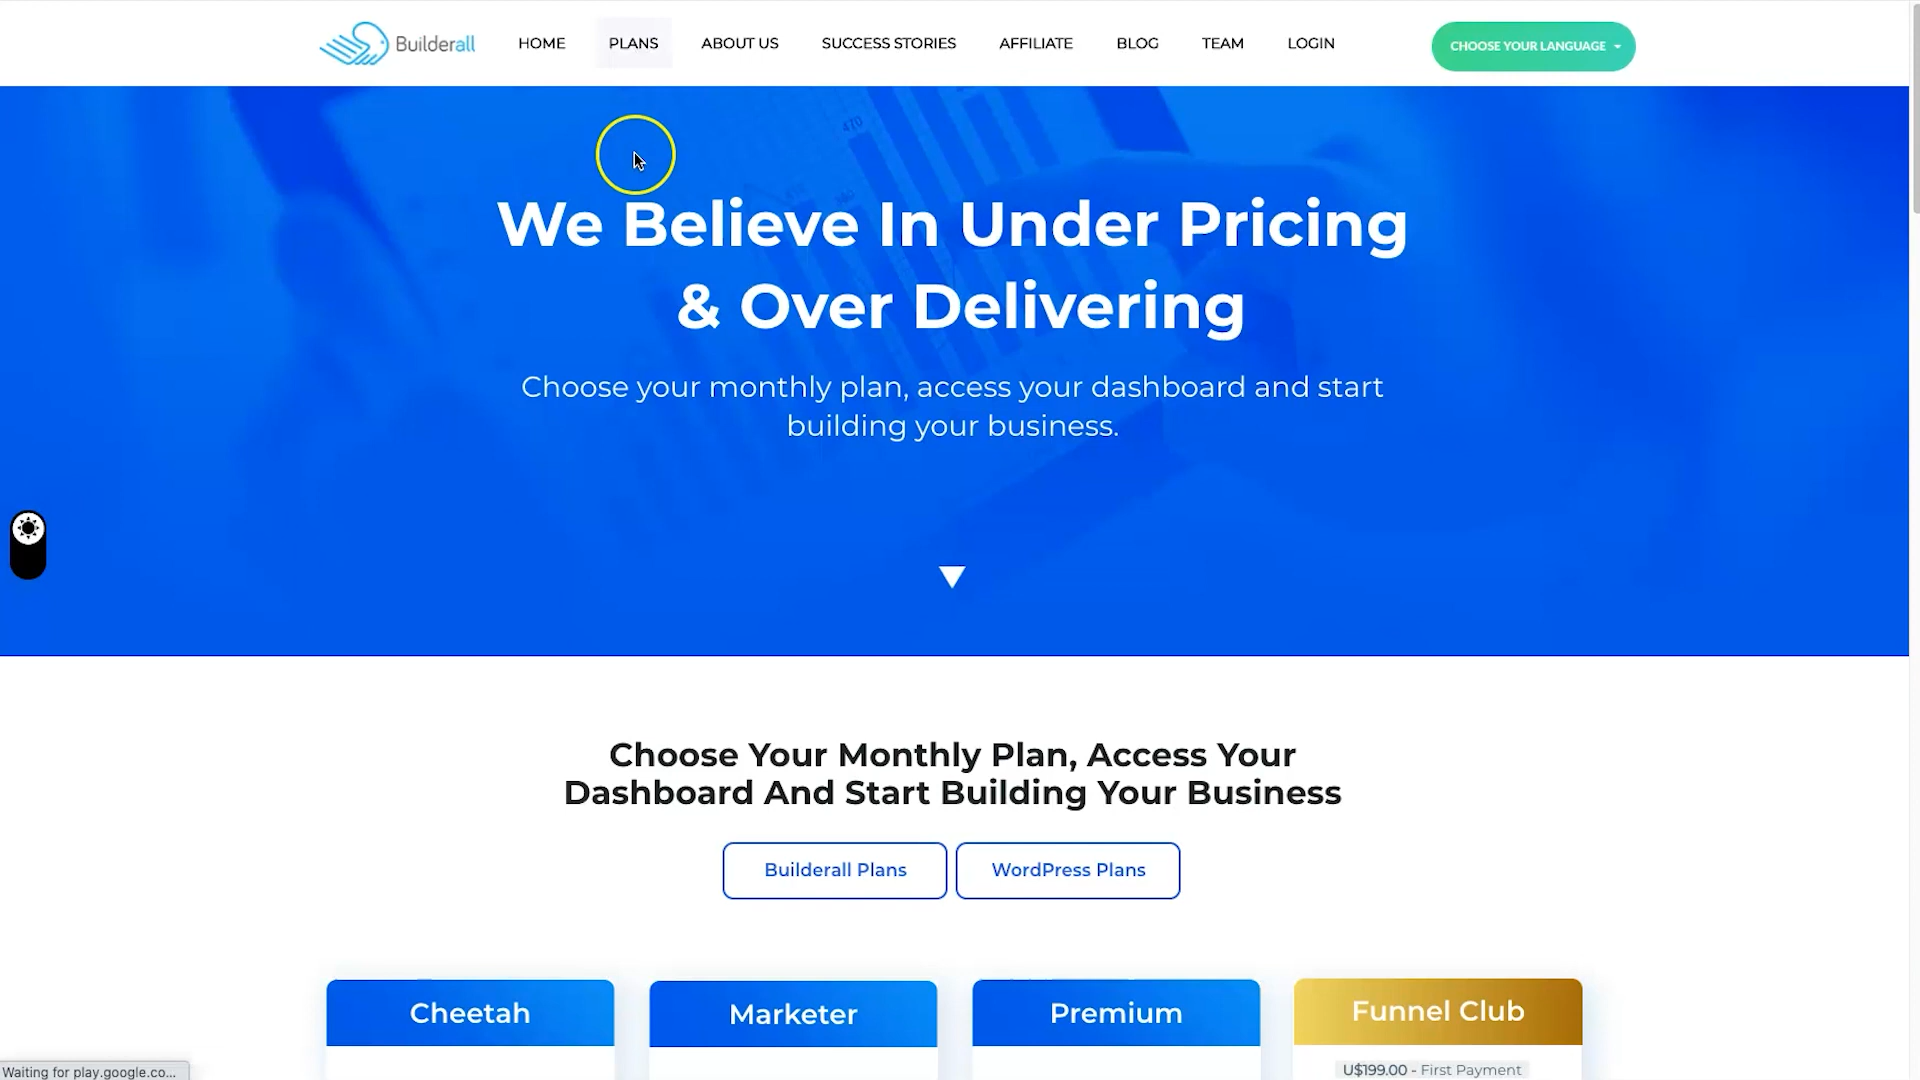 Builderall
HOME
PLANS
ABOUT US
SUCCESS STORIES
AFFILIATE
BLOG
TEAM
LOGIN
CHOOSE YOUR LANGUAGE
470
We Believe In Under Pricing
& Over Delivering
Choose your monthly plan, access your dashboard and start
building your business.
Choose Your Monthly Plan, Access Your
Dashboard And Start Building Your Business
Builderall Plans
WordPress Plans
Cheetah
Marketer
Premium
Funnel Club
U$199.00 - First Payment
Waiting for play.google.co...